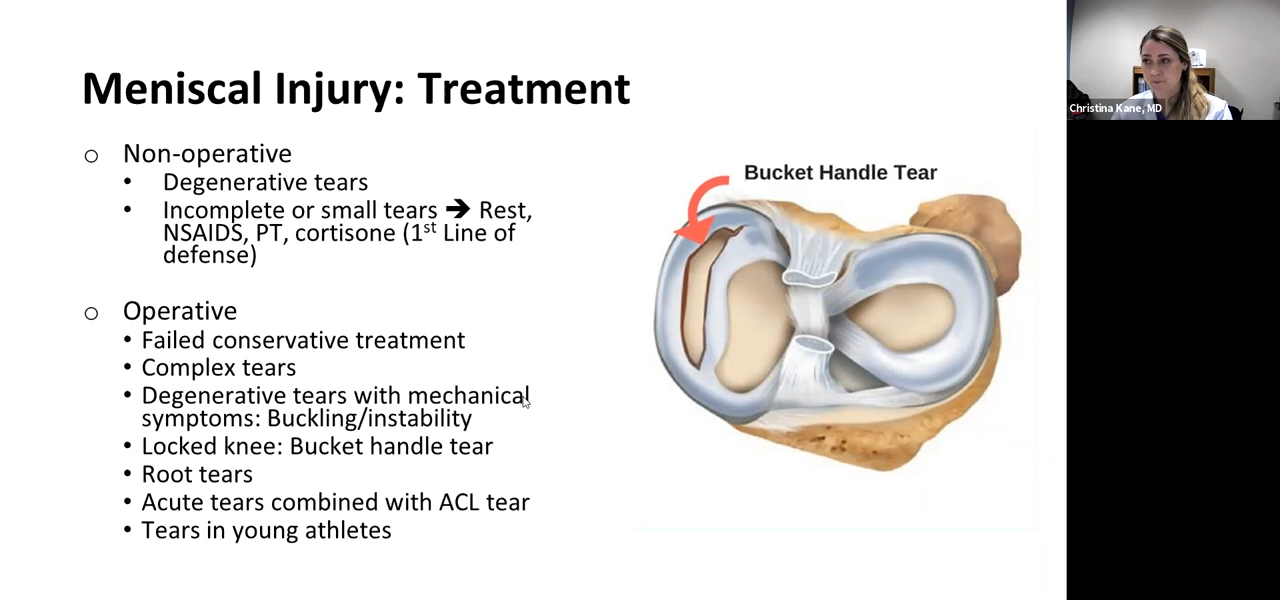 Meniscal Injury: Treatment
o Non-operative
• Degenerative tears
• Incomplete or small tears ➔ Rest,
NSAIDS, PT, cortisone (1st Line of
defense)
o Operative
• Failed conservative treatment
• Complex tears
• Degenerative tears with mechanical
symptoms: Buckling/instability
• Locked knee: Bucket handle tear
• Root tears
• Acute tears combined with ACL tear
• Tears in young athletes
Bucket Handle Tear
Christina Kane, MD